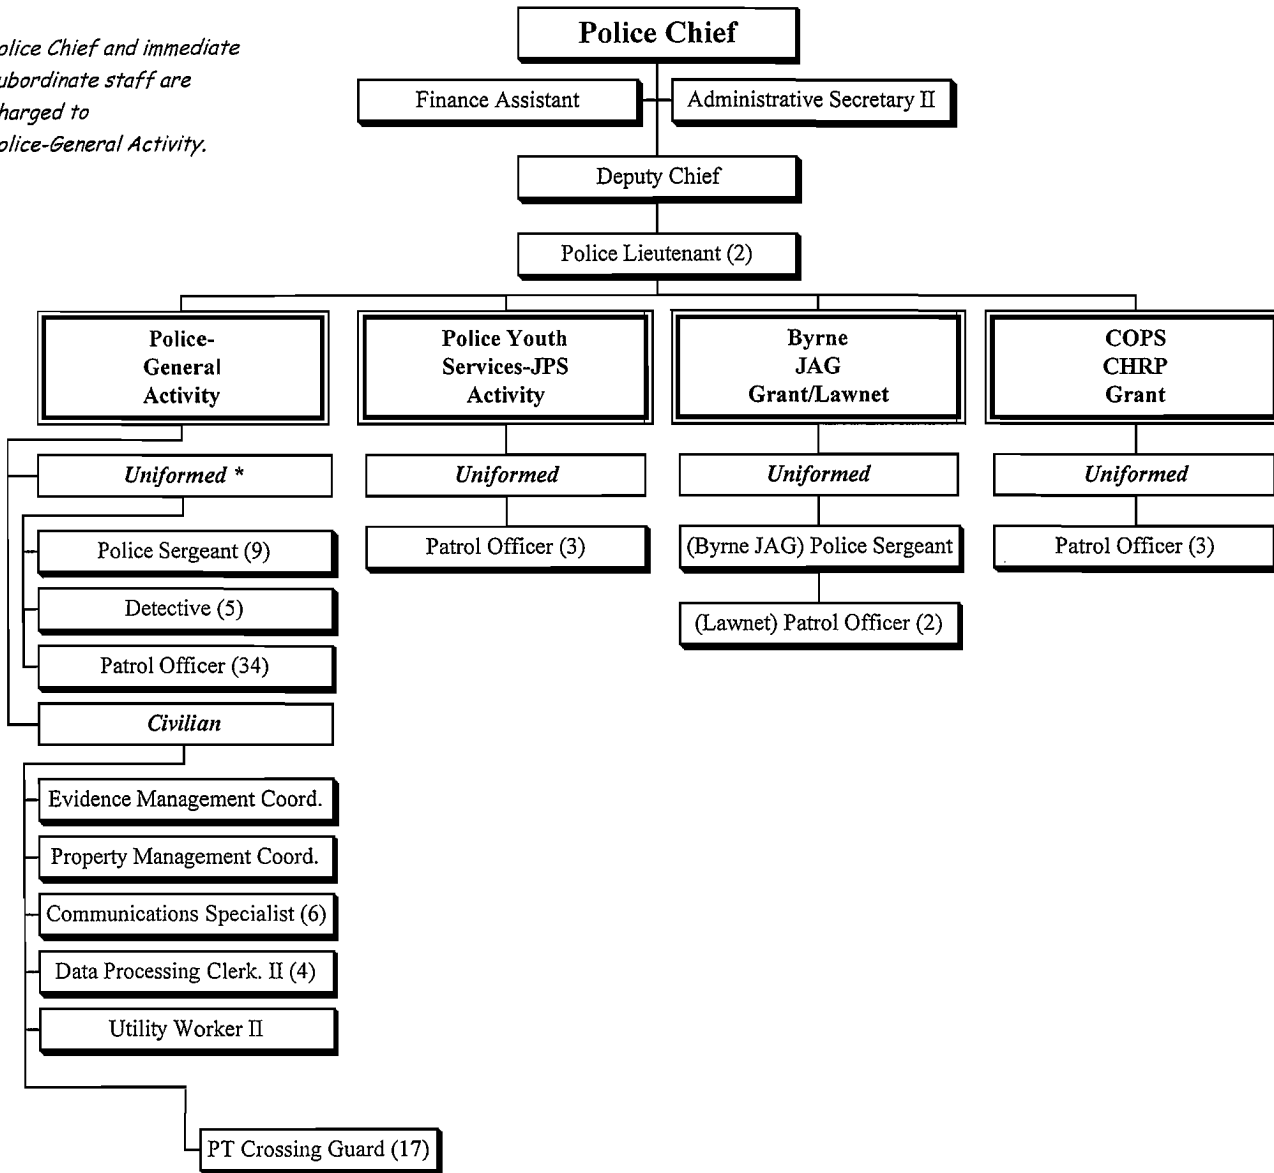 Police Chief
olice Chief and immediate
ubordinate staff are
harged to
olice-General Activity.
Finance Assistant
Administrative Secretary II
Deputy Chief
Police Lieutenant (2)
Police-
General
Activity
Police Youth
Services-JPS
Activity
Byrne
JAG
Grant/Lawnet
COPS
CHRP
Grant
Uniformed *
Uniformed
Uniformed
Uniformed
Police Sergeant (9)
Patrol Officer (3)
(Byrne JAG) Police Sergeant
Patrol Officer (3)
Detective (5)
(Lawnet) Patrol Officer (2)
Patrol Officer (34)
Civilian
Evidence Management Coord.
Property Management Coord.
Communications Specialist (6)
Data Processing Clerk. II (4)
Utility Worker II
PT Crossing Guard (17)